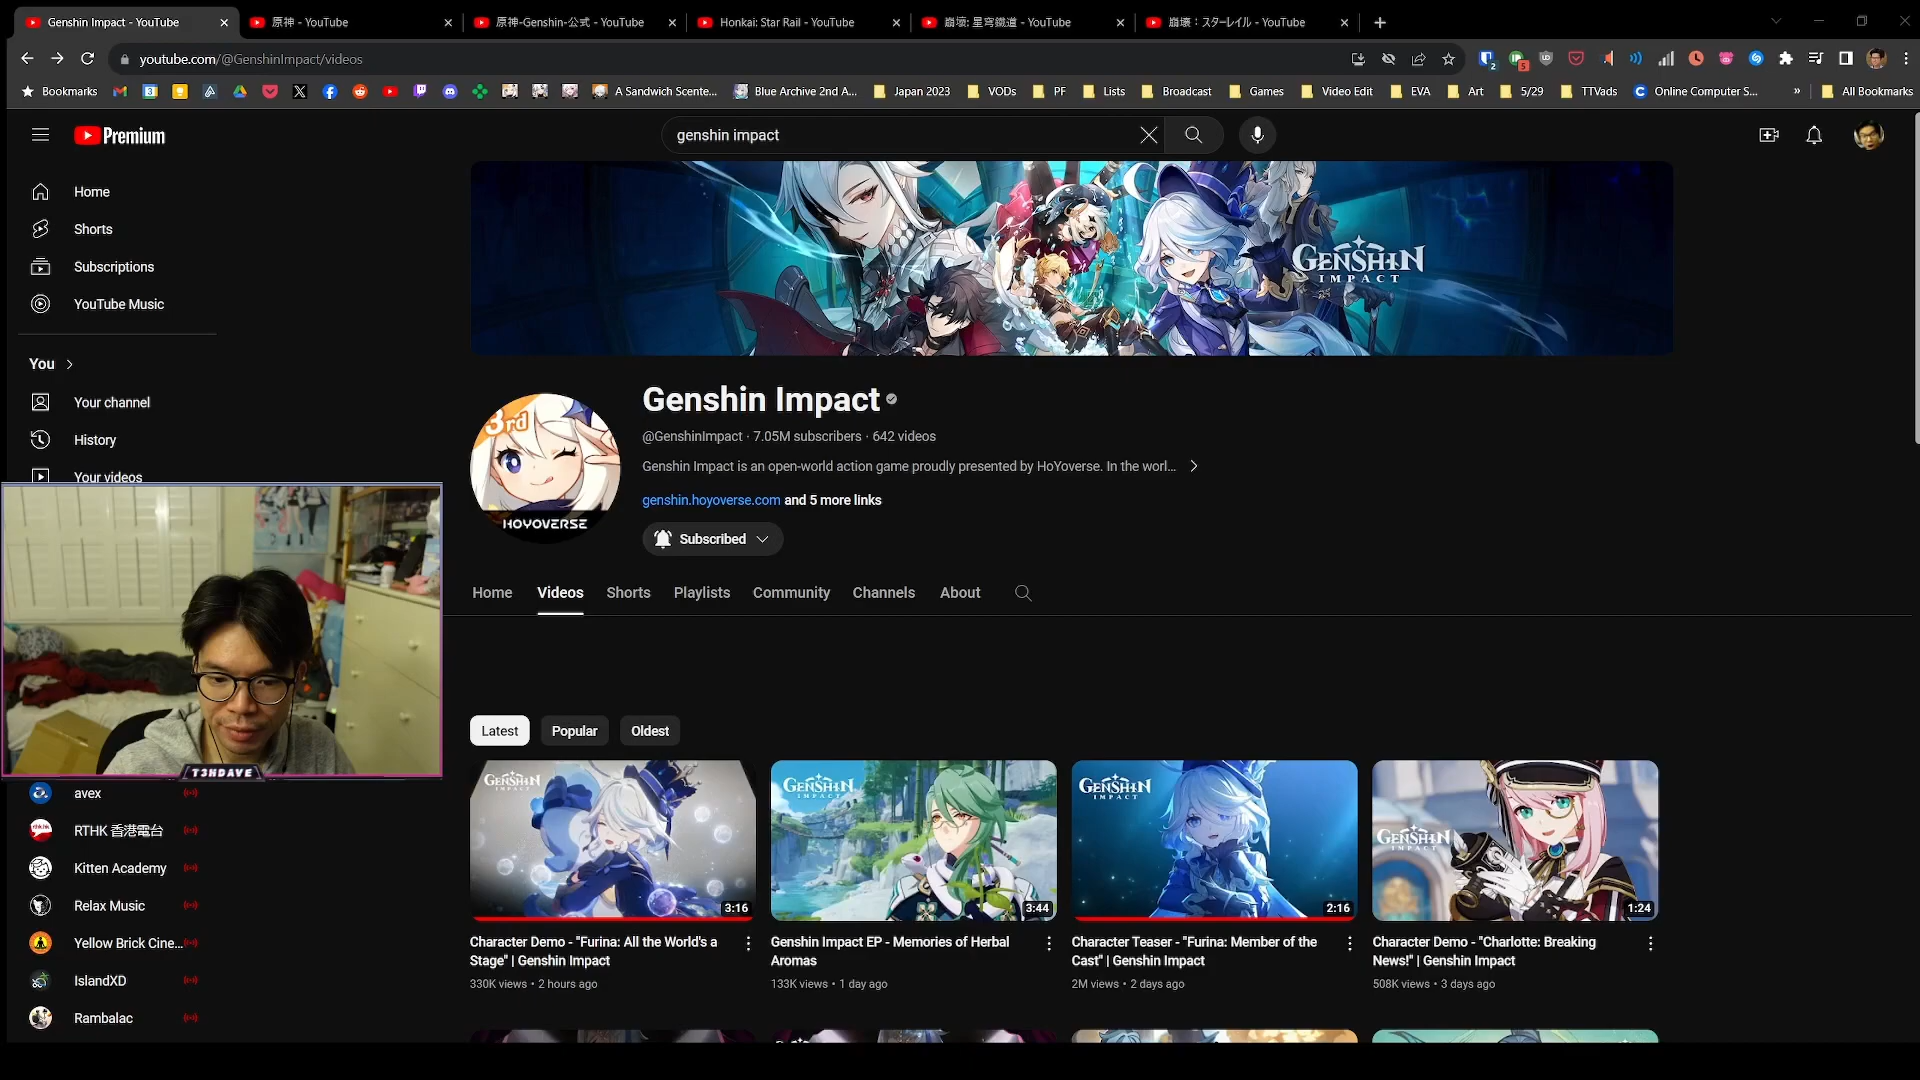 Genshin Impact - YouTube
原神 - YouTube
原神-Genshin-公式 - YouTube
Honkai: Star Rail - YouTube
崩壞: 星穹鐵道 - YouTube
崩壊：スターレイル - YouTube
youtube.com/@GenshinImpact/videos
Bookmarks
A Sandwich Scente...
Blue Archive 2nd A...
Japan 2023
VODs
PF
Lists
Broadcast
Games
Video Edit
EVA
Art
5/29
TTVads
Online Computer S...
»
All Bookmarks
Premium
genshin impact
Home
Shorts
Subscriptions
YouTube Music
You
Your channel
History
Your videos
GENSHIN
IMPACT
3rd
HOYOVERSE
Genshin Impact
@GenshinImpact · 7.05M subscribers · 642 videos
Genshin Impact is an open-world action game proudly presented by HoYoverse. In the worl...
genshin.hoyoverse.com and 5 more links
Subscribed
Home
Videos
Shorts
Playlists
Community
Channels
About
T3HDAVE
Latest
Popular
Oldest
avex
RTHK 香港電台
Kitten Academy
Relax Music
Yellow Brick Cine...
IslandXD
Rambalac
GENSHIN
IMPACT
3:16
Character Demo - "Furina: All the World's a
Stage" | Genshin Impact
330K views • 2 hours ago
GENSHIN
IMPACT
3:44
Genshin Impact EP - Memories of Herbal
Aromas
133K views • 1 day ago
GENSHIN
IMPACT
2:16
Character Teaser - "Furina: Member of the
Cast" | Genshin Impact
2M views • 2 days ago
GENSHIN
IMPACT
1:24
Character Demo - "Charlotte: Breaking
News!" | Genshin Impact
508K views • 3 days ago